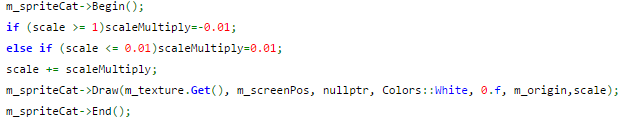 m_spriteCat->Begin();
if (scale >= 1)scaleMultiply=-0.01;
else if (scale <= 0.01)scaleMultiply=0.01;
scale += scaleMultiply;
m_spriteCat->Draw(m_texture.Get(), m_screenPos, nullptr, Colors::White, 0.f, m_origin,scale);
m_spriteCat->End();